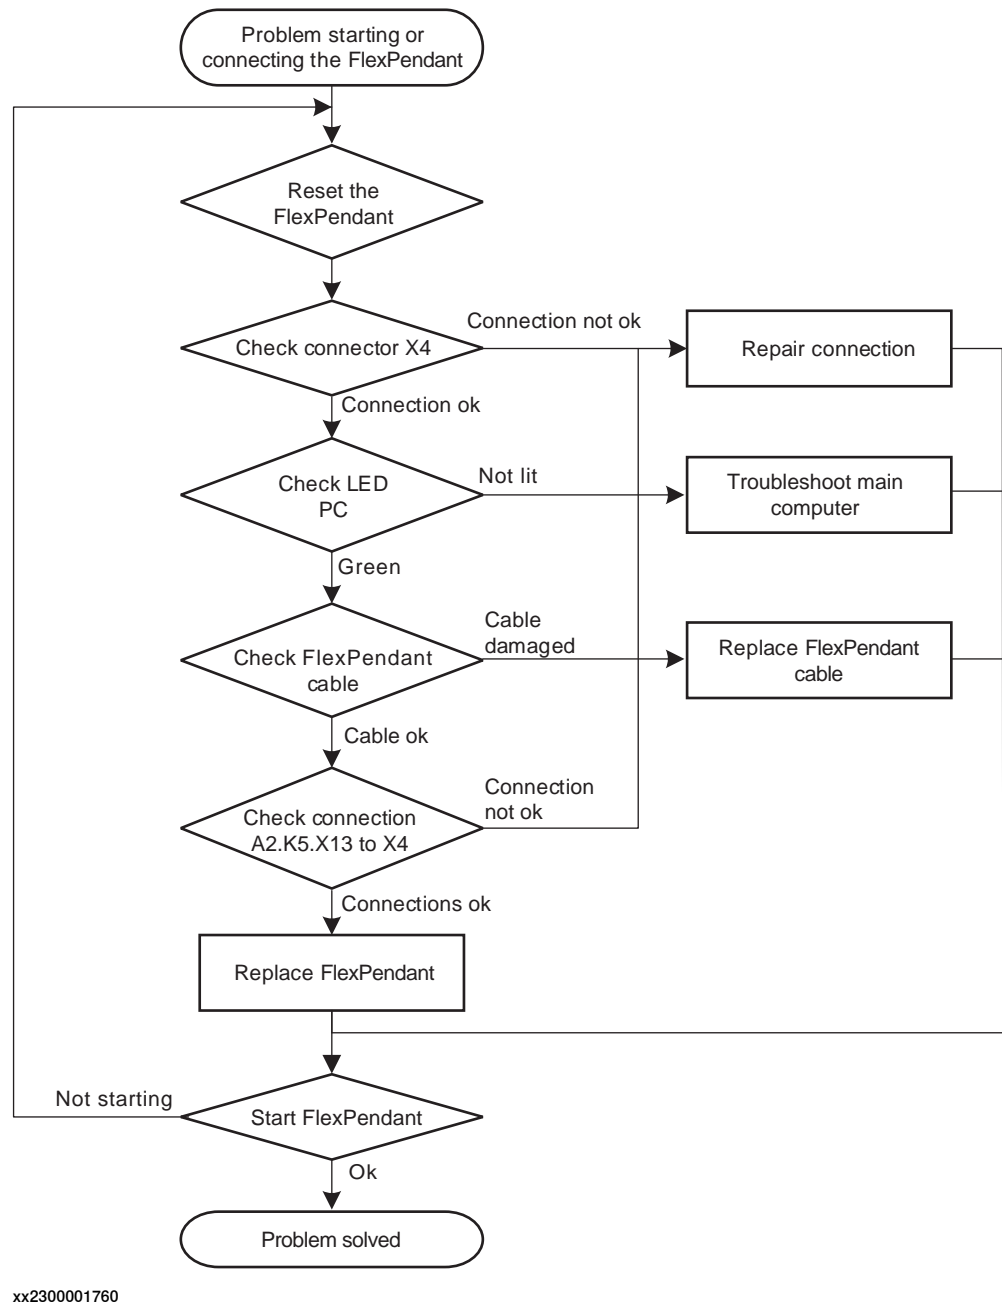 Problem starting or
connecting the FlexPendant
Reset the
FlexPendant
Connection not ok
Check connector X4
Repair connection
Connection ok
Check LED
PC
Not lit
Troubleshoot main
computer
Green
Cable
damaged
Check FlexPendant
cable
Replace FlexPendant
cable
Cable ok
Connection
not ok
Check connection
A2.K5.X13 to X4
Connections ok
Replace FlexPendant
Not starting
Start FlexPendant
Ok
Problem solved
xx2300001760